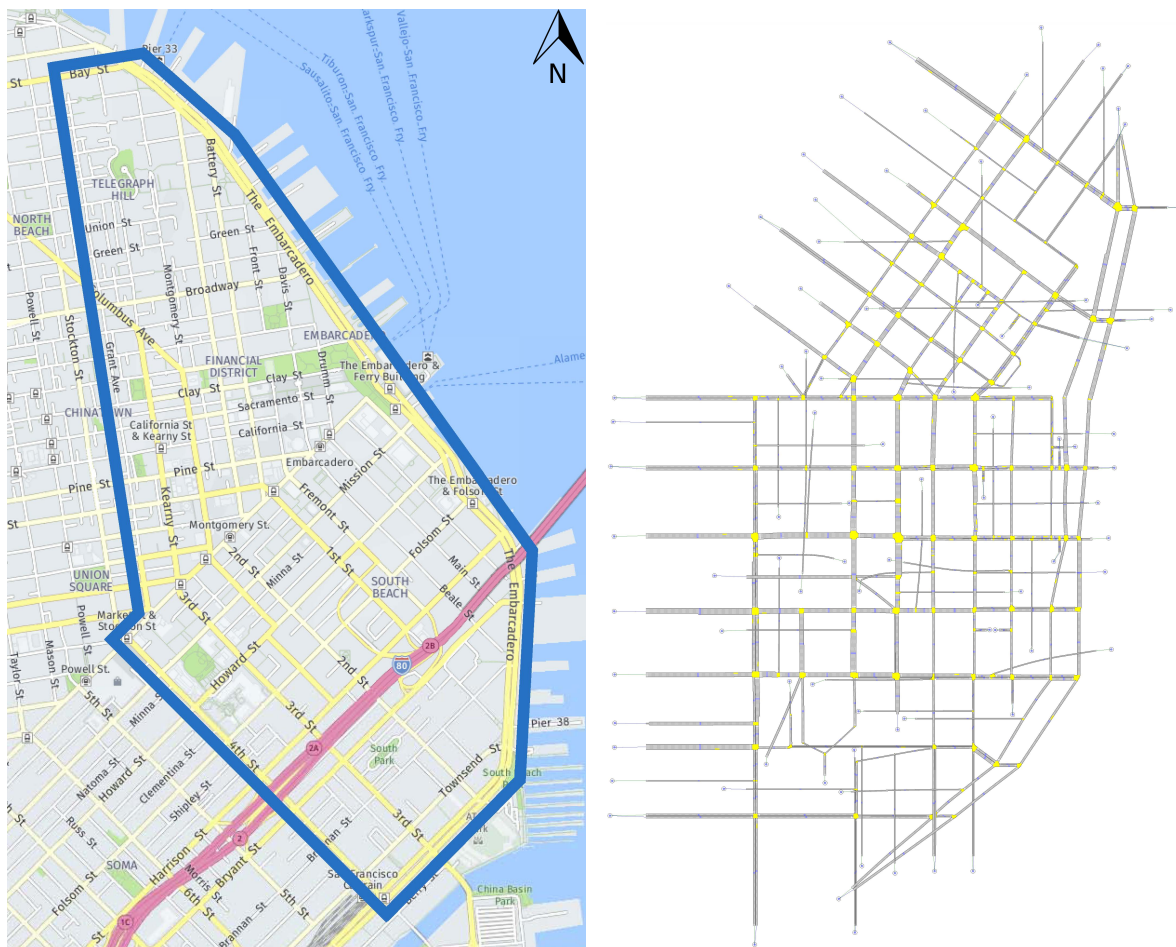 Pier 33
Bay St
N
Vallejo-San Francisco Fry.
Tiburon-San Francisco Fry.
Sausalito-San Francisco Fry.
Battery St
TELEGRAPH
HILL
The Embarcadero
NORTH
BEACH
Union St
Green St
Green St
Front St
Davis St
Montgomery St
Broadway
Powell St
Stockton St
Columbus Ave
Grant Ave
EMBARCADERO
Drumm St
FINANCIAL
DISTRICT
The Embarcadero &
Ferry Building
Alame
Clay St
Clay St
Sacramento St
CHINATOWN
California St
& Kearny St
California St
Embarcadero
Mission St
Pine St
Pine St
Kearny St
The Embarcadero
& Folsom St
Fremont St
Folsom St
Montgomery St.
2nd St
Minna St
1st St
Main St
Beale St
The Embarcadero
SOUTH
BEACH
UNION
SQUARE
3rd St
Market St &
Stockton St
Powell St
Mason St
Taylor St
Powell St.
2B
80
Howard St
2nd St
5th St
Minna St
3rd St
Pier 38
2A
South
Park
4th St
Natoma St
Howard St
Clementina St
Shipley St
Townsend St
South Beach
3rd St
Russ St
Harrison St
2
Brannan St
Park
SOMA
Folsom St
Bryant St
Morris St
6th St
5th St
San Francisco
Caltrain
Berry St
China Basin
Park
1C
Brannan St